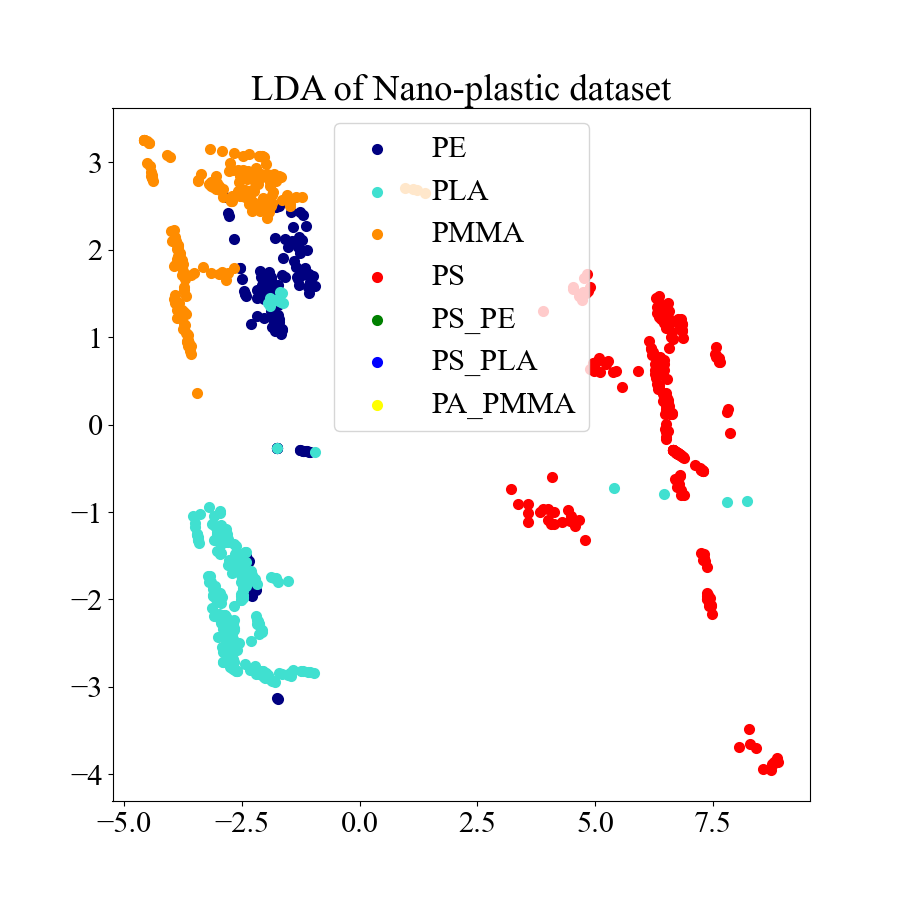 LDA of Nano-plastic dataset
PE
PLA
PMMA
PS
PS_PE
PS_PLA
PA_PMMA
3
2
1
0
−1
−2
−3
−4
−5.0 −2.5 0.0 2.5 5.0 7.5